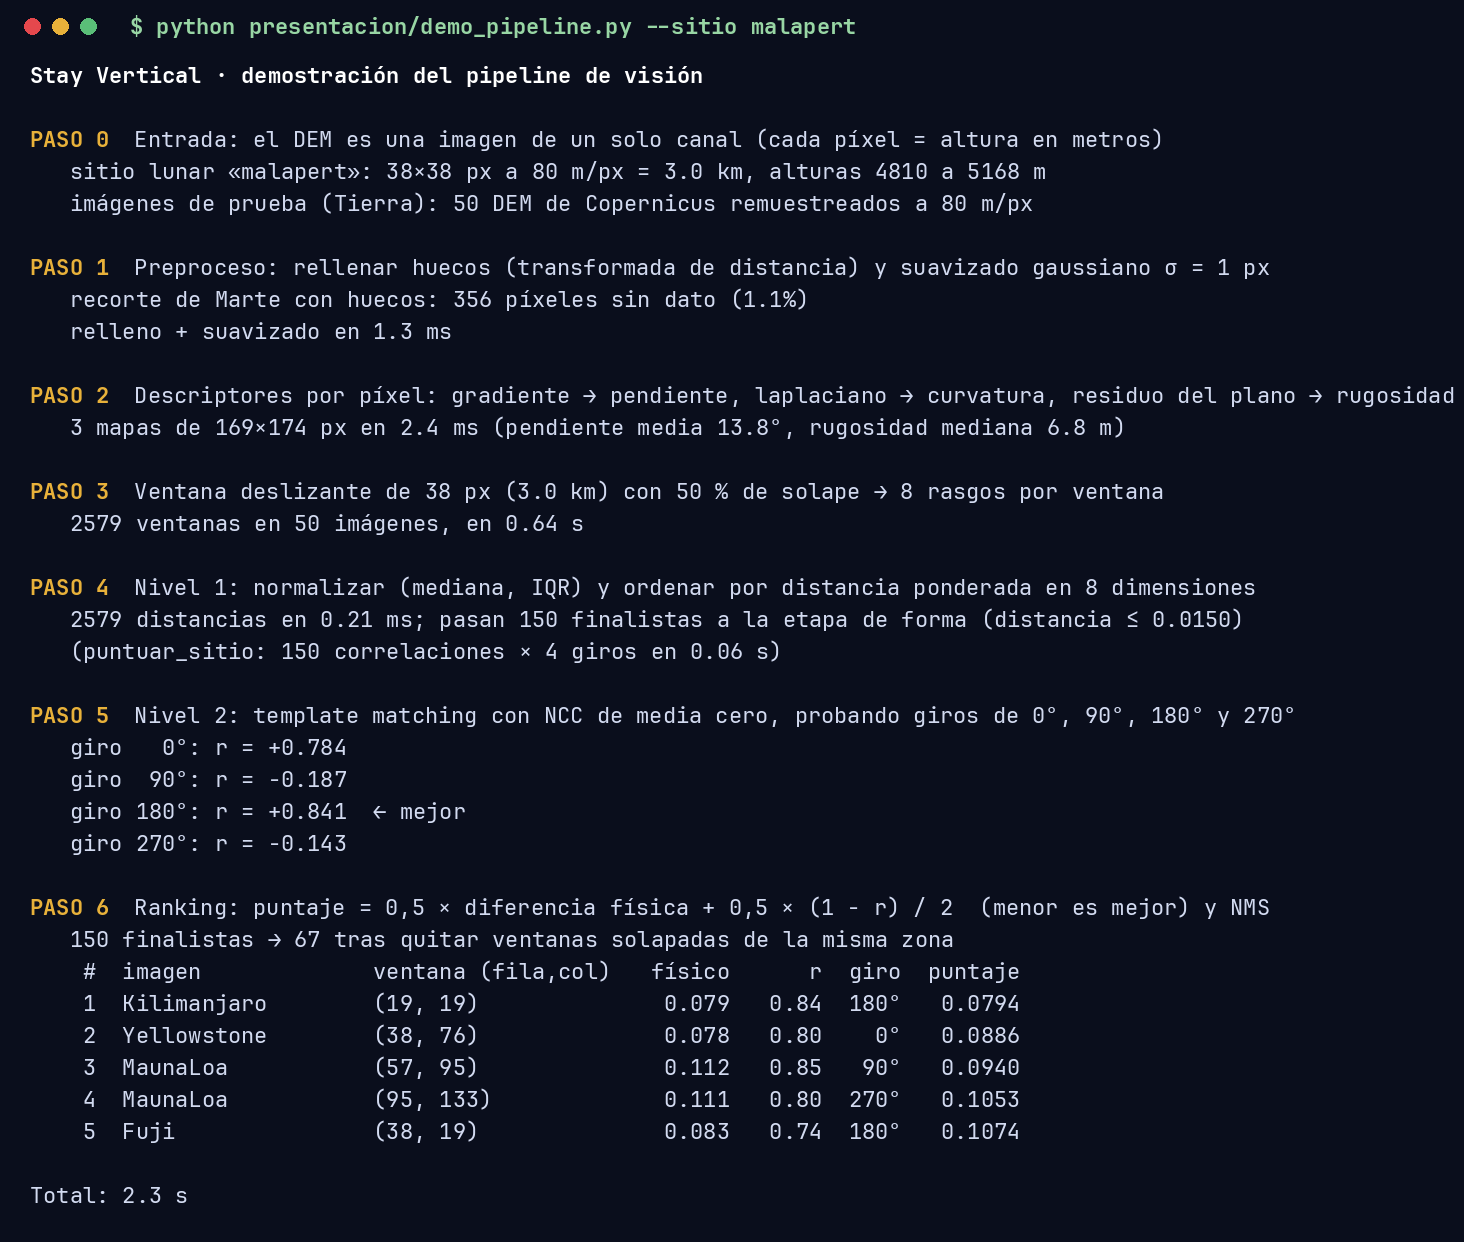 $ python presentacion/demo_pipeline.py --sitio malapert
Stay Vertical · demostración del pipeline de visión
PASO 0  Entrada: el DEM es una imagen de un solo canal (cada píxel = altura en metros)
sitio lunar «malapert»: 38×38 px a 80 m/px = 3.0 km, alturas 4810 a 5168 m
imágenes de prueba (Tierra): 50 DEM de Copernicus remuestreados a 80 m/px
PASO 1  Preproceso: rellenar huecos (transformada de distancia) y suavizado gaussiano σ = 1 px
recorte de Marte con huecos: 356 píxeles sin dato (1.1%)
relleno + suavizado en 1.3 ms
PASO 2  Descriptores por píxel: gradiente → pendiente, laplaciano → curvatura, residuo del plano → rugosidad
3 mapas de 169×174 px en 2.4 ms (pendiente media 13.8°, rugosidad mediana 6.8 m)
PASO 3  Ventana deslizante de 38 px (3.0 km) con 50 % de solape → 8 rasgos por ventana
2579 ventanas en 50 imágenes, en 0.64 s
PASO 4  Nivel 1: normalizar (mediana, IQR) y ordenar por distancia ponderada en 8 dimensiones
2579 distancias en 0.21 ms; pasan 150 finalistas a la etapa de forma (distancia ≤ 0.0150)
(puntuar_sitio: 150 correlaciones × 4 giros en 0.06 s)
PASO 5  Nivel 2: template matching con NCC de media cero, probando giros de 0°, 90°, 180° y 270°
giro   0°: r = +0.784
giro  90°: r = -0.187
giro 180°: r = +0.841  ← mejor
giro 270°: r = -0.143
PASO 6  Ranking: puntaje = 0,5 × diferencia física + 0,5 × (1 - r) / 2  (menor es mejor) y NMS
150 finalistas → 67 tras quitar ventanas solapadas de la misma zona
#  imagen             ventana (fila,col)   físico      r  giro  puntaje
1  Kilimanjaro        (19, 19)              0.079   0.84  180°   0.0794
2  Yellowstone        (38, 76)              0.078   0.80    0°   0.0886
3  MaunaLoa           (57, 95)              0.112   0.85   90°   0.0940
4  MaunaLoa           (95, 133)             0.111   0.80  270°   0.1053
5  Fuji               (38, 19)              0.083   0.74  180°   0.1074
Total: 2.3 s